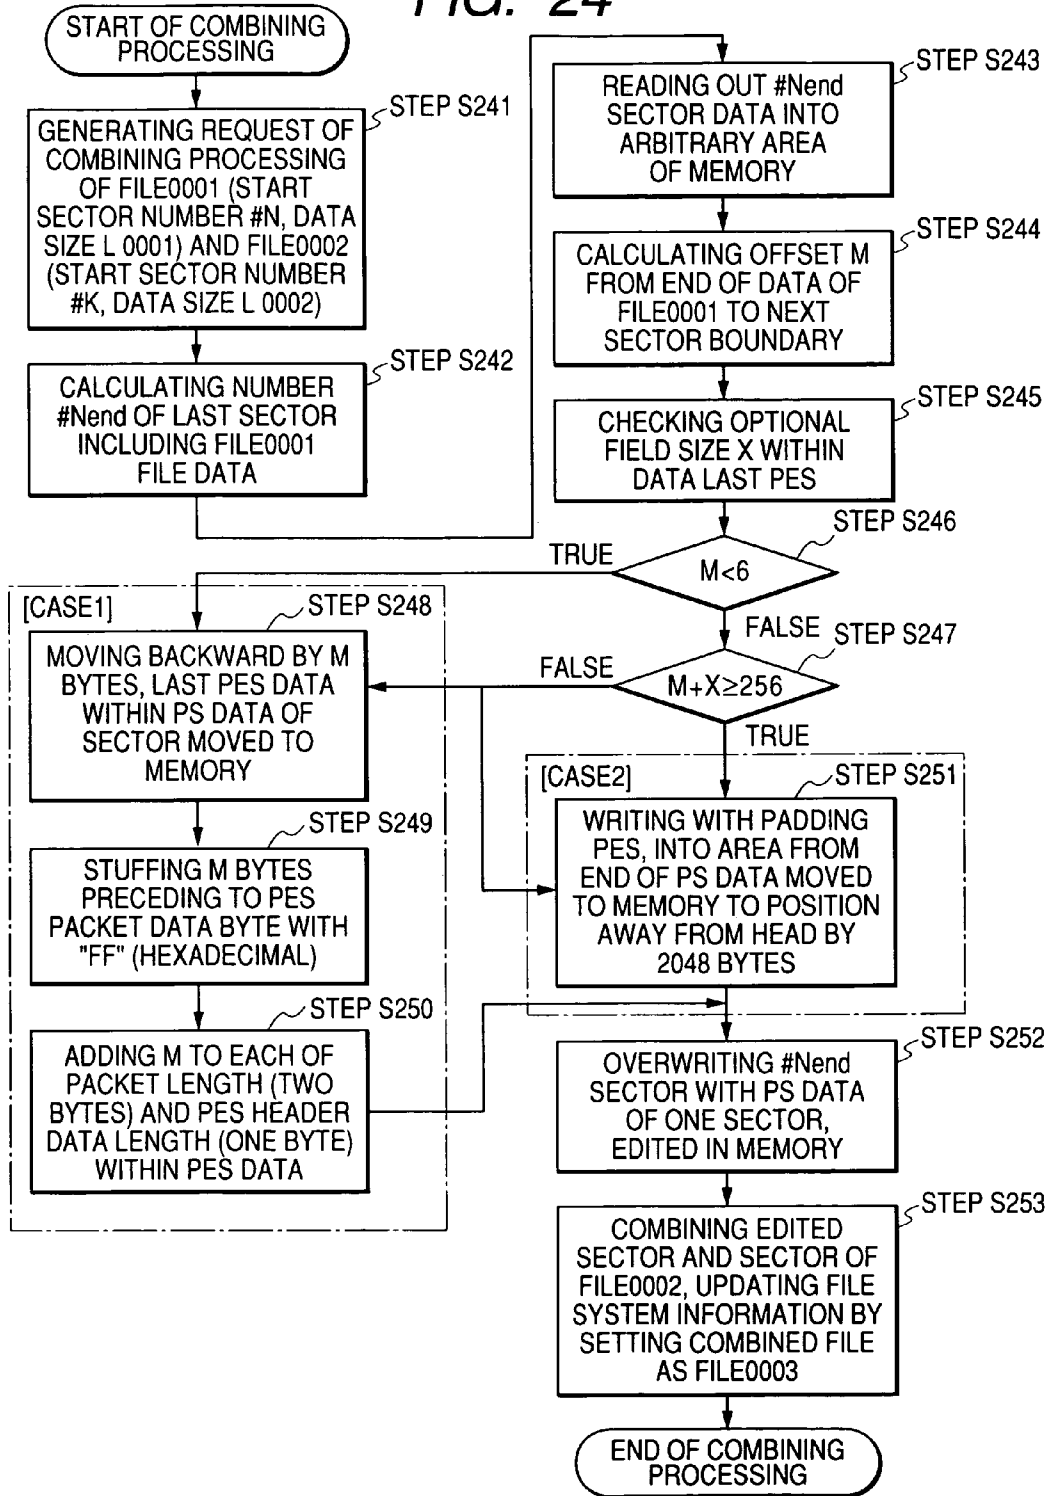 FIG. 24
START OF COMBINING
PROCESSING
STEP S241
GENERATING REQUEST OF
COMBINING PROCESSING
OF FILE0001 (START
SECTOR NUMBER #N, DATA
SIZE L 0001) AND FILE0002
(START SECTOR NUMBER
#K, DATA SIZE L 0002)
STEP S242
CALCULATING NUMBER
#Nend OF LAST SECTOR
INCLUDING FILE0001
FILE DATA
STEP S243
READING OUT #Nend
SECTOR DATA INTO
ARBITRARY AREA
OF MEMORY
STEP S244
CALCULATING OFFSET M
FROM END OF DATA OF
FILE0001 TO NEXT
SECTOR BOUNDARY
STEP S245
CHECKING OPTIONAL
FIELD SIZE X WITHIN
DATA LAST PES
STEP S246
M<6
TRUE
FALSE
STEP S247
M+X≥256
FALSE
TRUE
[CASE1]
STEP S248
MOVING BACKWARD BY M
BYTES, LAST PES DATA
WITHIN PS DATA OF
SECTOR MOVED TO
MEMORY
STEP S249
STUFFING M BYTES
PRECEDING TO PES
PACKET DATA BYTE WITH
"FF" (HEXADECIMAL)
STEP S250
ADDING M TO EACH OF
PACKET LENGTH (TWO
BYTES) AND PES HEADER
DATA LENGTH (ONE BYTE)
WITHIN PES DATA
[CASE2]
STEP S251
WRITING WITH PADDING
PES, INTO AREA FROM
END OF PS DATA MOVED
TO MEMORY TO POSITION
AWAY FROM HEAD BY
2048 BYTES
STEP S252
OVERWRITING #Nend
SECTOR WITH PS DATA
OF ONE SECTOR,
EDITED IN MEMORY
STEP S253
COMBINING EDITED
SECTOR AND SECTOR OF
FILE0002, UPDATING FILE
SYSTEM INFORMATION BY
SETTING COMBINED FILE
AS FILE0003
END OF COMBINING
PROCESSING